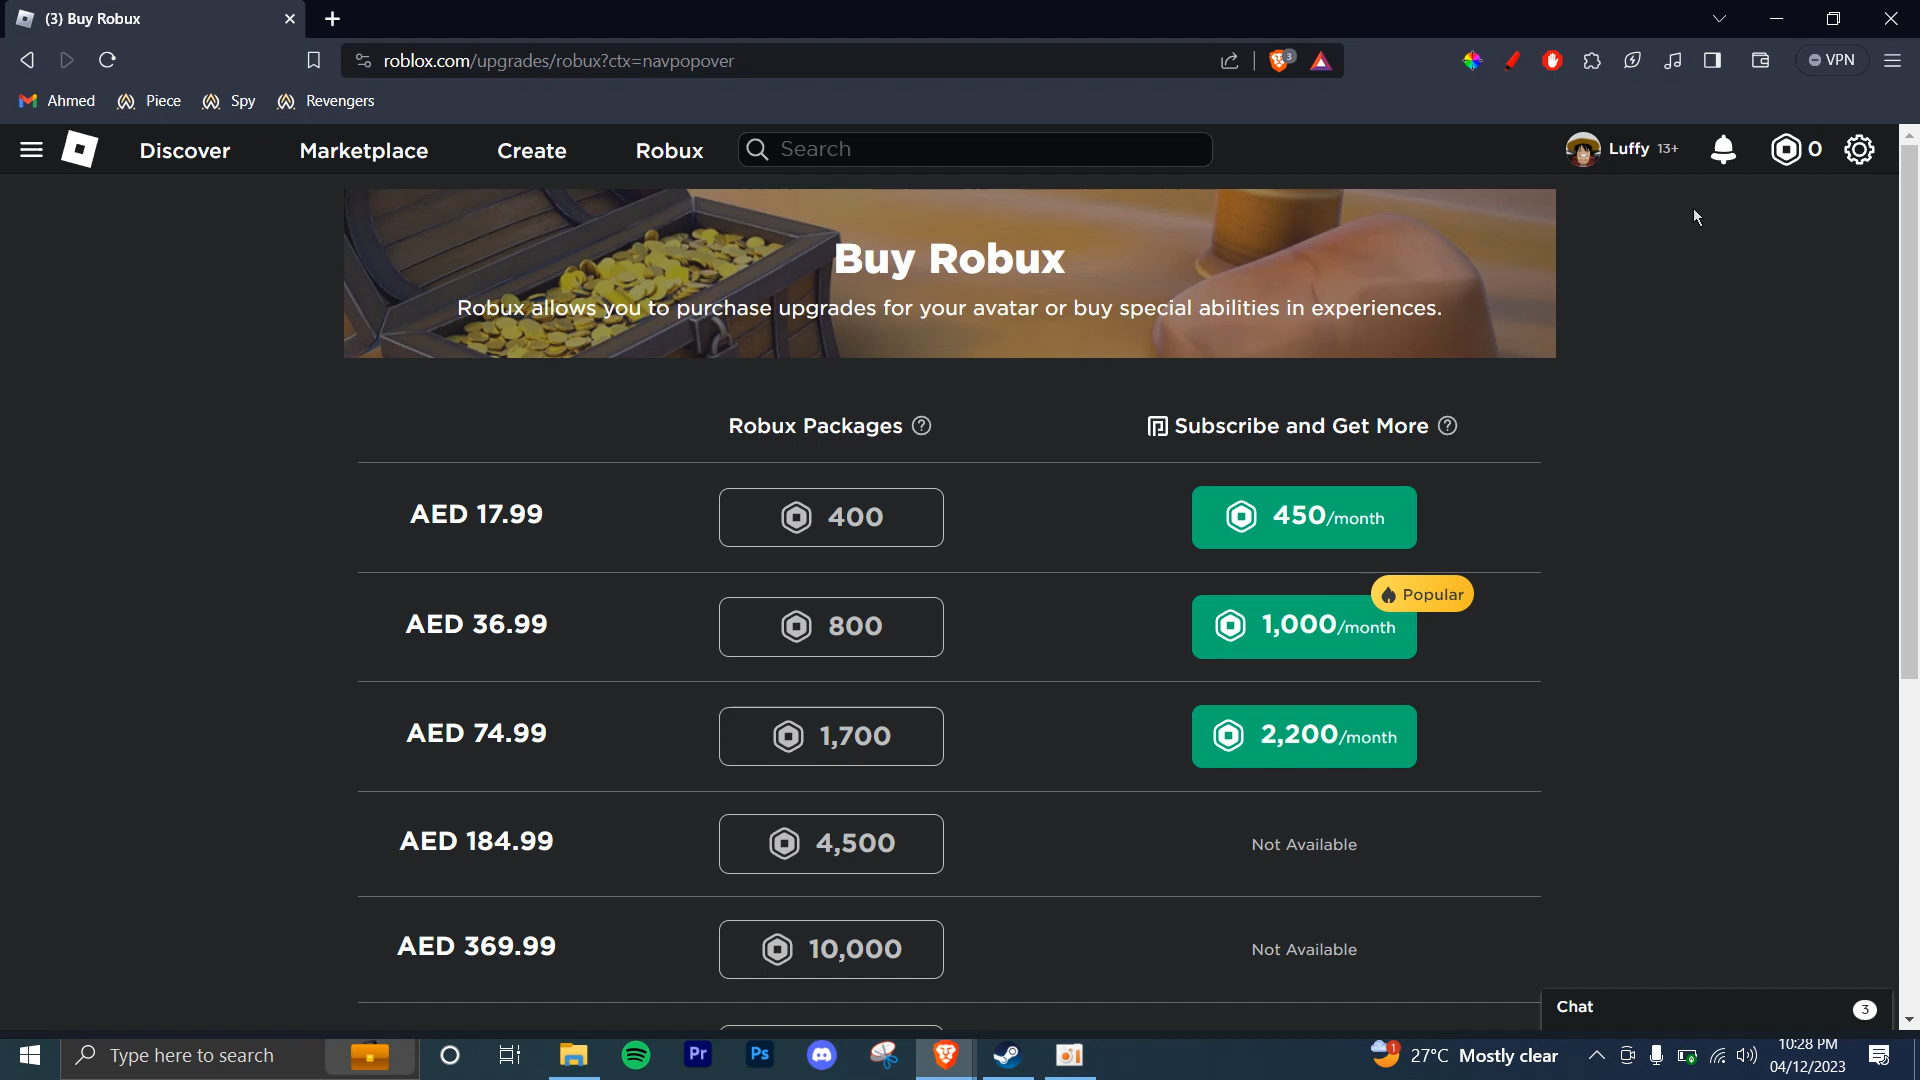 (3) Buy Robux
roblox.com/upgrades/robux?ctx=navpopover
3
VPN
Ahmed Piece Spy Revengers
Discover Marketplace Create Robux Search Luffy 13+ 0
Buy Robux
Robux allows you to purchase upgrades for your avatar or buy special abilities in experiences.
Robux Packages ? Subscribe and Get More ?
AED 17.99 400 450/month
Popular
AED 36.99 800 1,000/month
AED 74.99 1,700 2,200/month
AED 184.99 4,500 Not Available
AED 369.99 10,000 Not Available
Chat 3
Type here to search Pr Ps 1 27°C Mostly clear 10:28 PM
04/12/2023